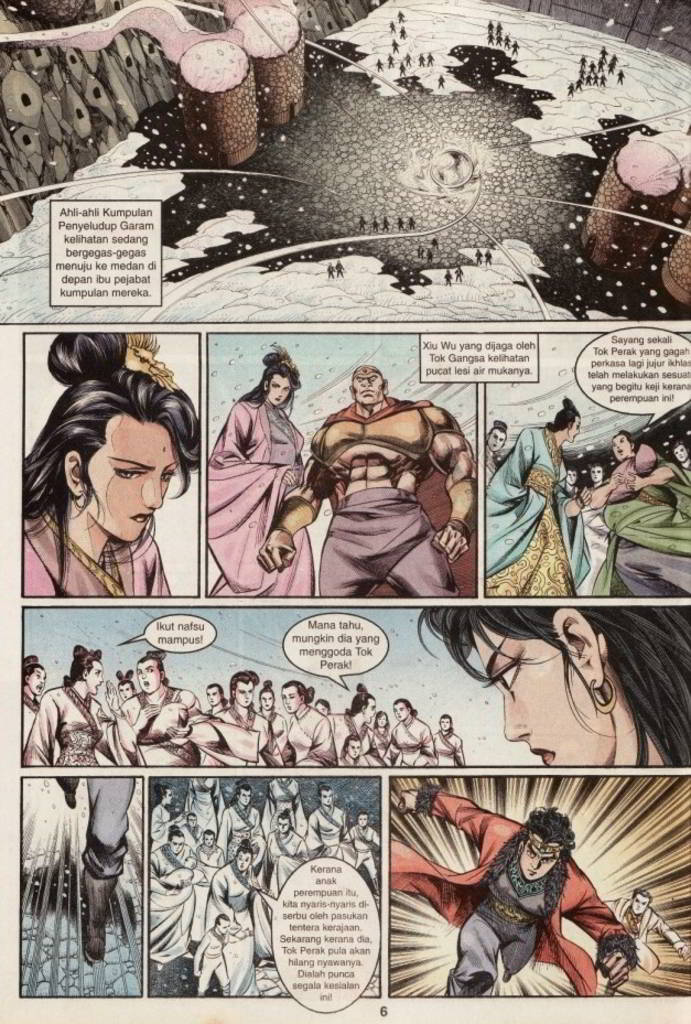 Ahli-ahli Kumpulan
Penyeludup Garam
kelihatan sedang
bergegas-gegas
menuju ke medan di
depan ibu pejabat
kumpulan mereka.
Xiu Wu yang dijaga oleh
Tok Gangsa kelihatan
pucat lesi air mukanya.
Sayang sekali
Tok Perak yang gagah
perkasa lagi jujur ikhlas
telah melakukan sesuatu
yang begitu keji kerana
perempuan ini!
Ikut nafsu
mampus!
Mana tahu,
mungkin dia yang
menggoda Tok
Perak!
Kerana
anak
perempuan itu,
kita nyaris-nyaris di-
serbu oleh pasukan
tentera kerajaan.
Sekarang kerana dia,
Tok Perak pula akan
hilang nyawanya.
Dialah punca
segala kesialan
ini!
6